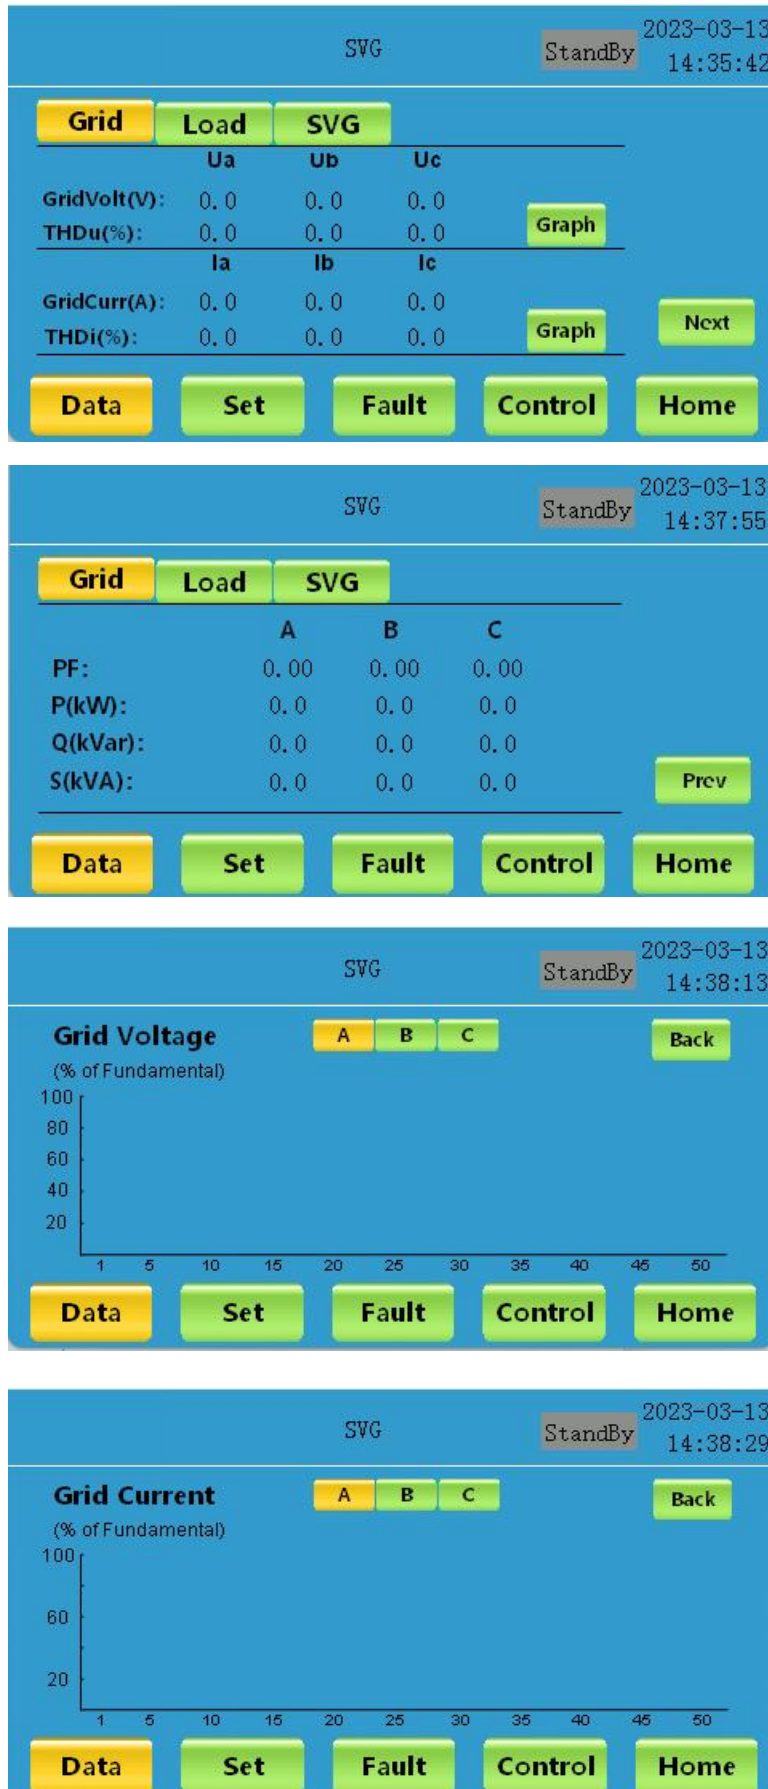 SVG StandBy 2023-03-13
14:35:42
Grid Load SVG
Ua Ub Uc
GridVolt(V): 0.0 0.0 0.0
THDu(%): 0.0 0.0 0.0 Graph
Ia Ib Ic
GridCurr(A): 0.0 0.0 0.0
THDi(%): 0.0 0.0 0.0 Graph Next
Data Set Fault Control Home
SVG StandBy 2023-03-13
14:37:55
Grid Load SVG
A B C
PF: 0.00 0.00 0.00
P(kW): 0.0 0.0 0.0
Q(kVar): 0.0 0.0 0.0
S(kVA): 0.0 0.0 0.0 Prev
Data Set Fault Control Home
SVG StandBy 2023-03-13
14:38:13
Grid Voltage A B C Back
(% of Fundamental)
100
80
60
40
20
1 5 10 15 20 25 30 35 40 45 50
Data Set Fault Control Home
SVG StandBy 2023-03-13
14:38:29
Grid Current A B C Back
(% of Fundamental)
100
60
20
1 5 10 15 20 25 30 35 40 45 50
Data Set Fault Control Home